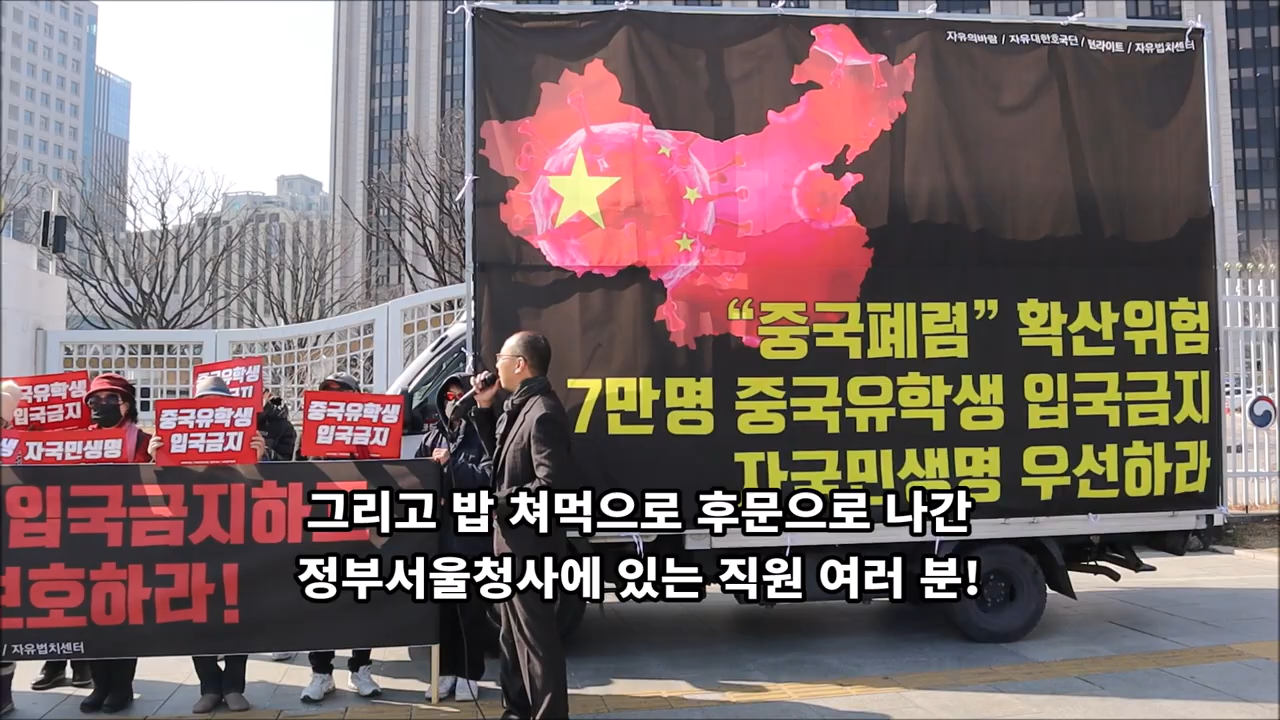 자유의바람 / 자유대한호국단 / 턴라이트 / 자유법치센터
“중국폐렴” 확산위험
7만명 중국유학생 입국금지
자국민생명 우선하라
중국유학생
입국금지
중국유학생
입국금지
중국유학생
입국금지
자국민생명
입국금지하고
보호하라!
/ 자유법치센터
그리고 밥 쳐먹으로 후문으로 나간
정부서울청사에 있는 직원 여러 분!